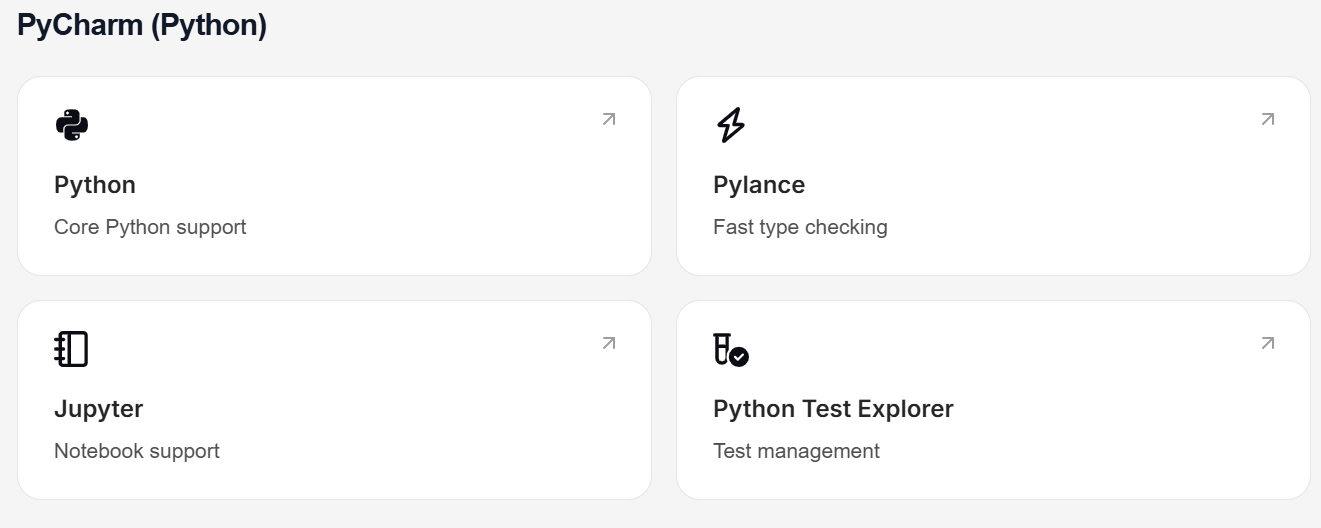 PyCharm (Python)
Python
Core Python support
Pylance
Fast type checking
Jupyter
Notebook support
Python Test Explorer
Test management